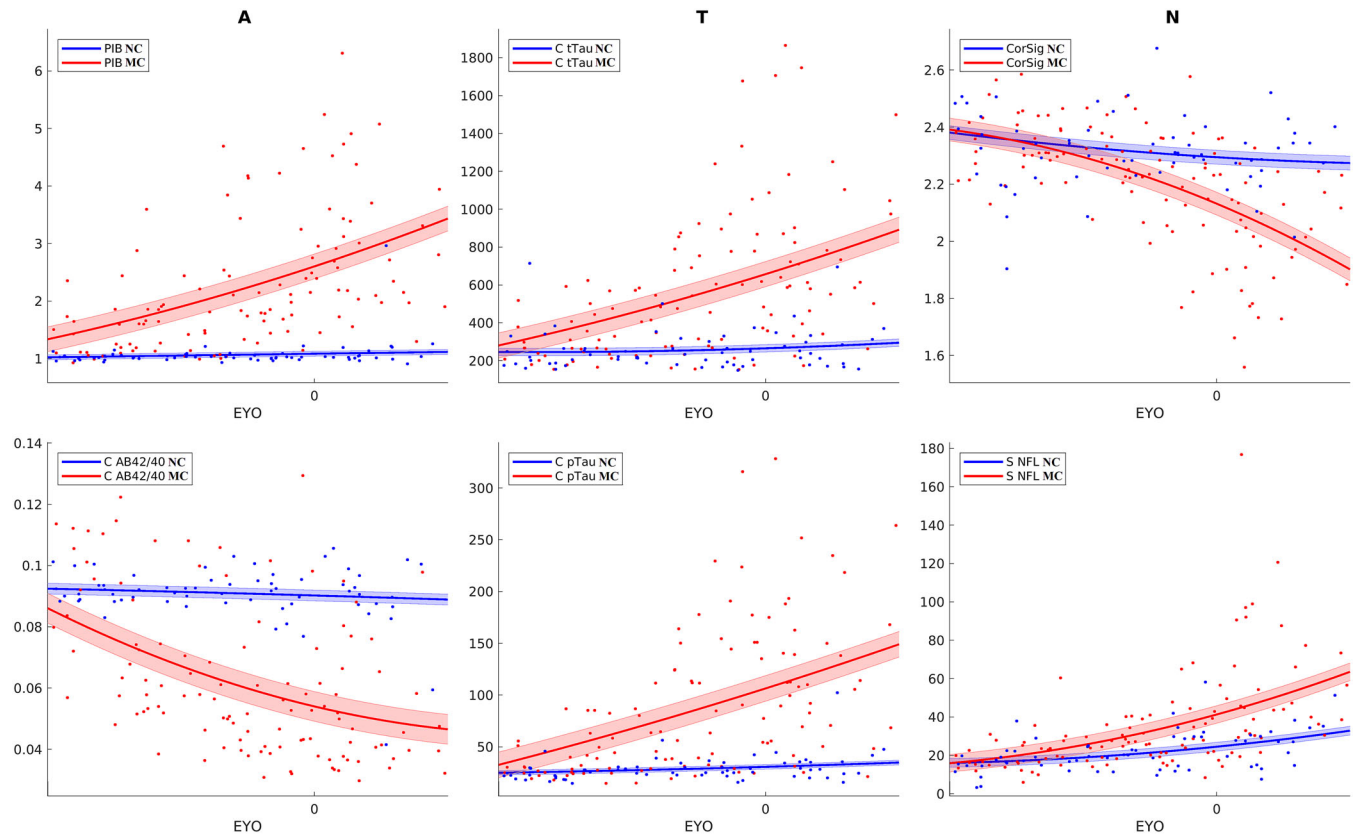 A
T
N
PIB NC
PIB MC
6
5
4
3
2
1
0
EYO
C tTau NC
C tTau MC
1800
1600
1400
1200
1000
800
600
400
200
0
EYO
CorSig NC
CorSig MC
2.6
2.4
2.2
2
1.8
1.6
0
EYO
C AB42/40 NC
C AB42/40 MC
0.14
0.12
0.1
0.08
0.06
0.04
0
EYO
C pTau NC
C pTau MC
300
250
200
150
100
50
0
EYO
S NFL NC
S NFL MC
180
160
140
120
100
80
60
40
20
0
0
EYO